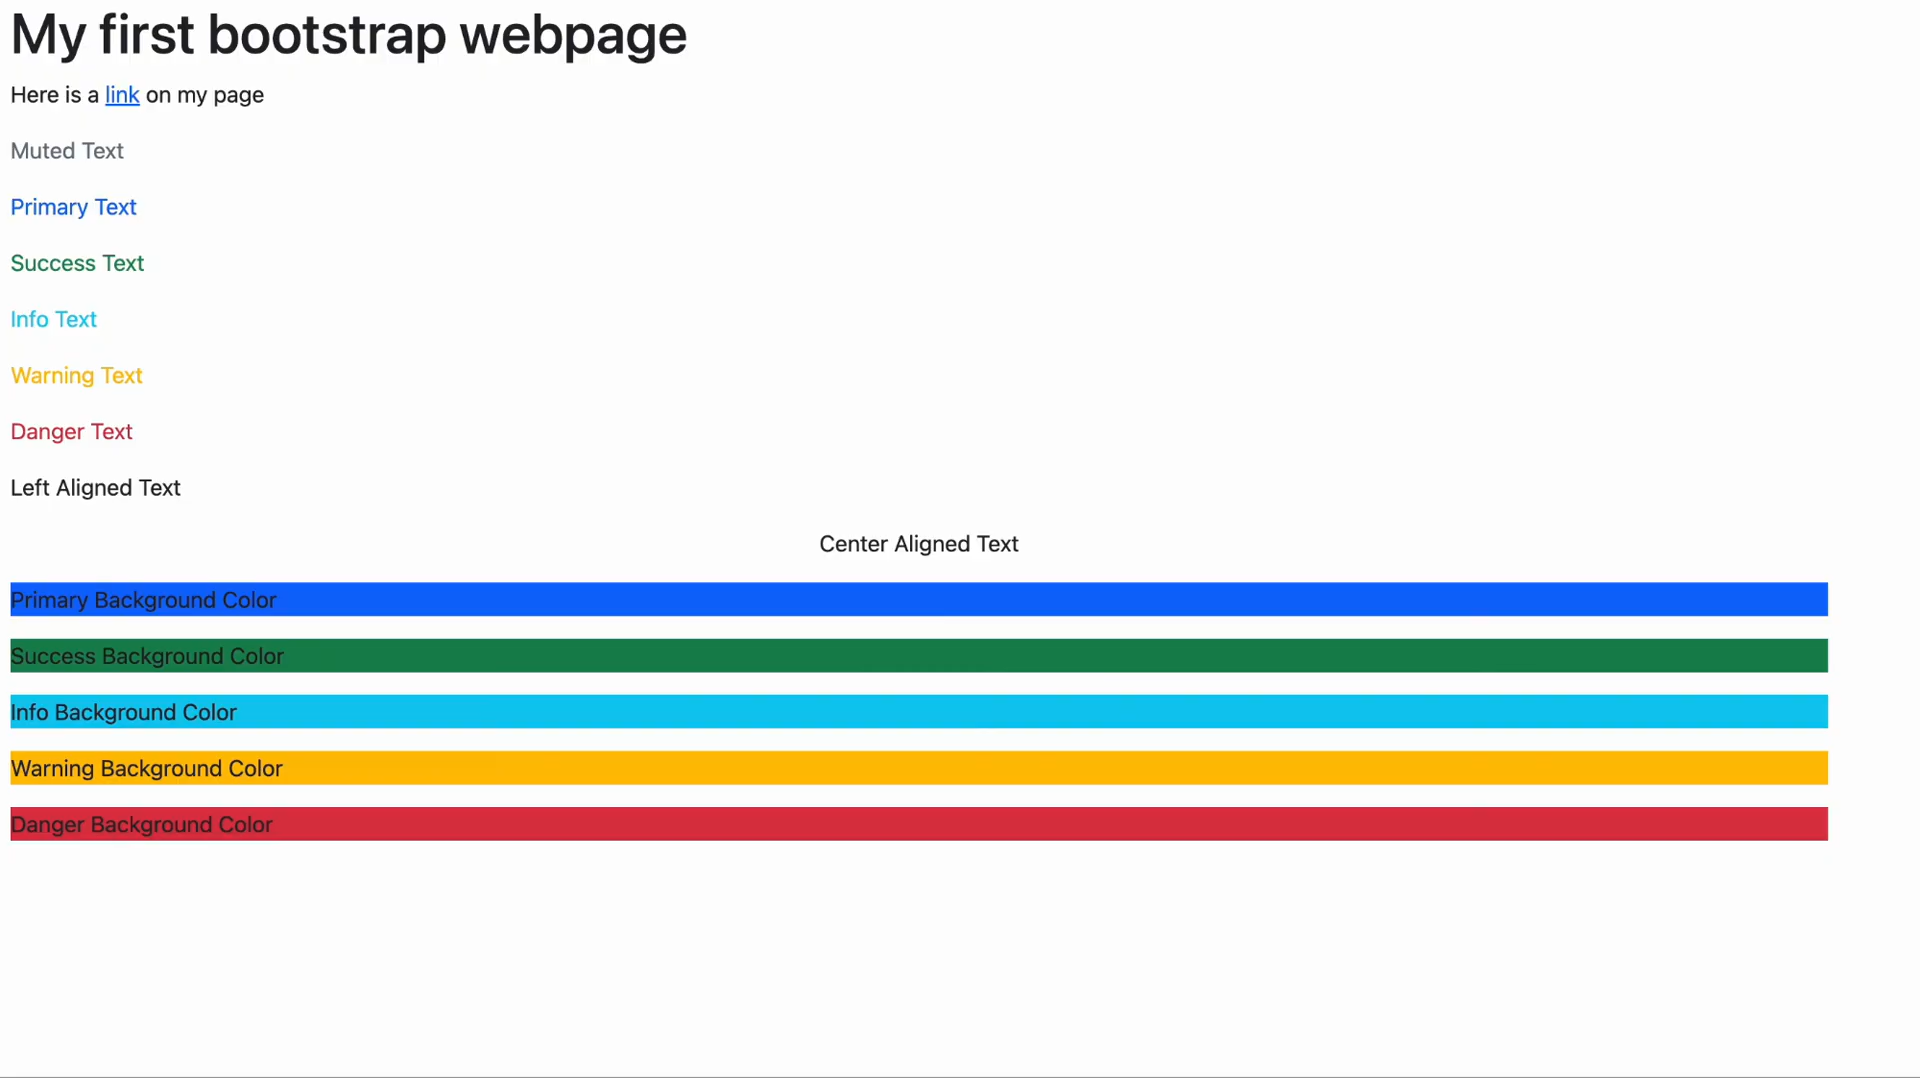 My first bootstrap webpage
Here is a link on my page
Muted Text
Primary Text
Success Text
Info Text
Warning Text
Danger Text
Left Aligned Text
Center Aligned Text
Primary Background Color
Success Background Color
Info Background Color
Warning Background Color
Danger Background Color